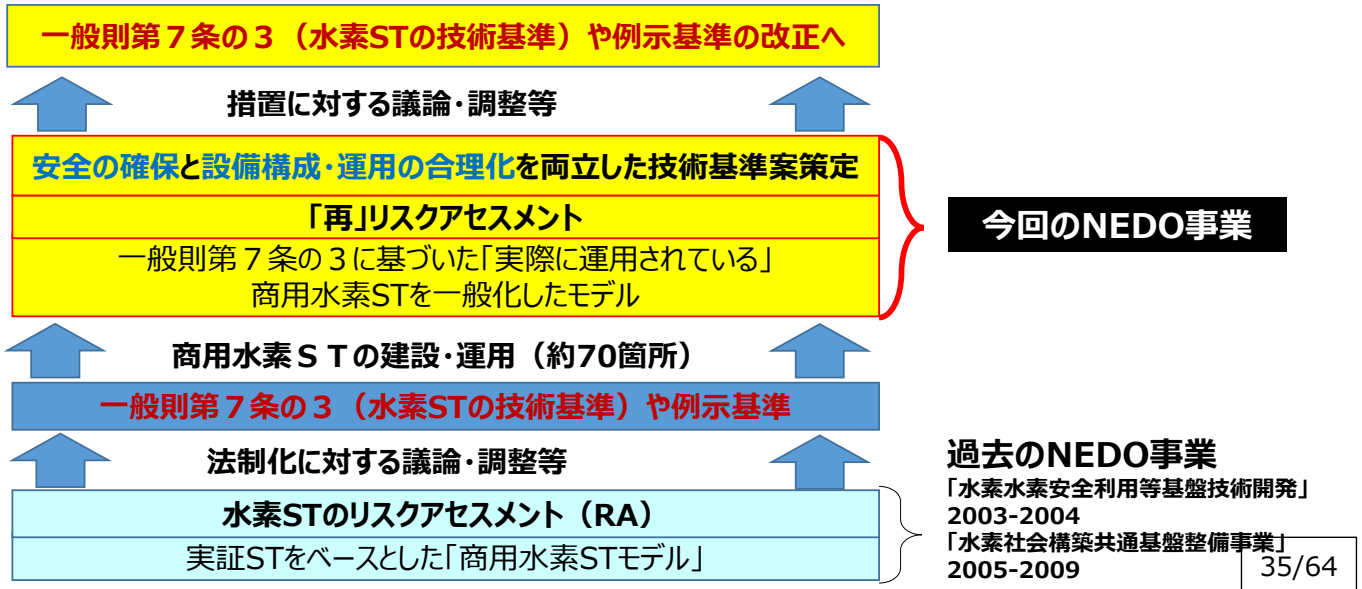 一般則第７条の３（水素STの技術基準）や例示基準の改正へ
措置に対する議論・調整等
安全の確保と設備構成・運用の合理化を両立した技術基準案策定
「再」リスクアセスメント
一般則第７条の３に基づいた「実際に運用されている」
商用水素STを一般化したモデル
今回のNEDO事業
商用水素ＳＴの建設・運用（約70箇所）
一般則第７条の３（水素STの技術基準）や例示基準
法制化に対する議論・調整等
水素STのリスクアセスメント（RA）
実証STをベースとした「商用水素STモデル」
過去のNEDO事業
「水素水素安全利用等基盤技術開発」
2003-2004
「水素社会構築共通基盤整備事業」
2005-2009
35/64